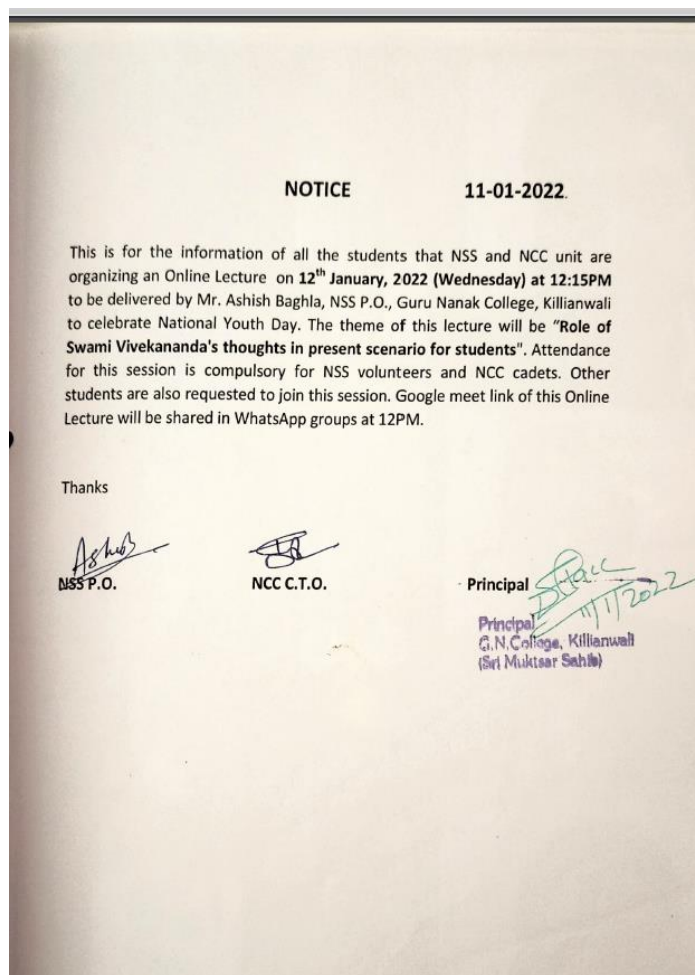 NOTICE 11-01-2022.
This is for the information of all the students that NSS and NCC unit are
organizing an Online Lecture on 12th January, 2022 (Wednesday) at 12:15PM
to be delivered by Mr. Ashish Baghla, NSS P.O., Guru Nanak College, Killianwali
to celebrate National Youth Day. The theme of this lecture will be "Role of
Swami Vivekananda's thoughts in present scenario for students". Attendance
for this session is compulsory for NSS volunteers and NCC cadets. Other
students are also requested to join this session. Google meet link of this Online
Lecture will be shared in WhatsApp groups at 12PM.
Thanks
NSS P.O. NCC C.T.O. Principal
11/1/2022
Principal
G.N.College, Killianwali
(Sri Muktsar Sahib)